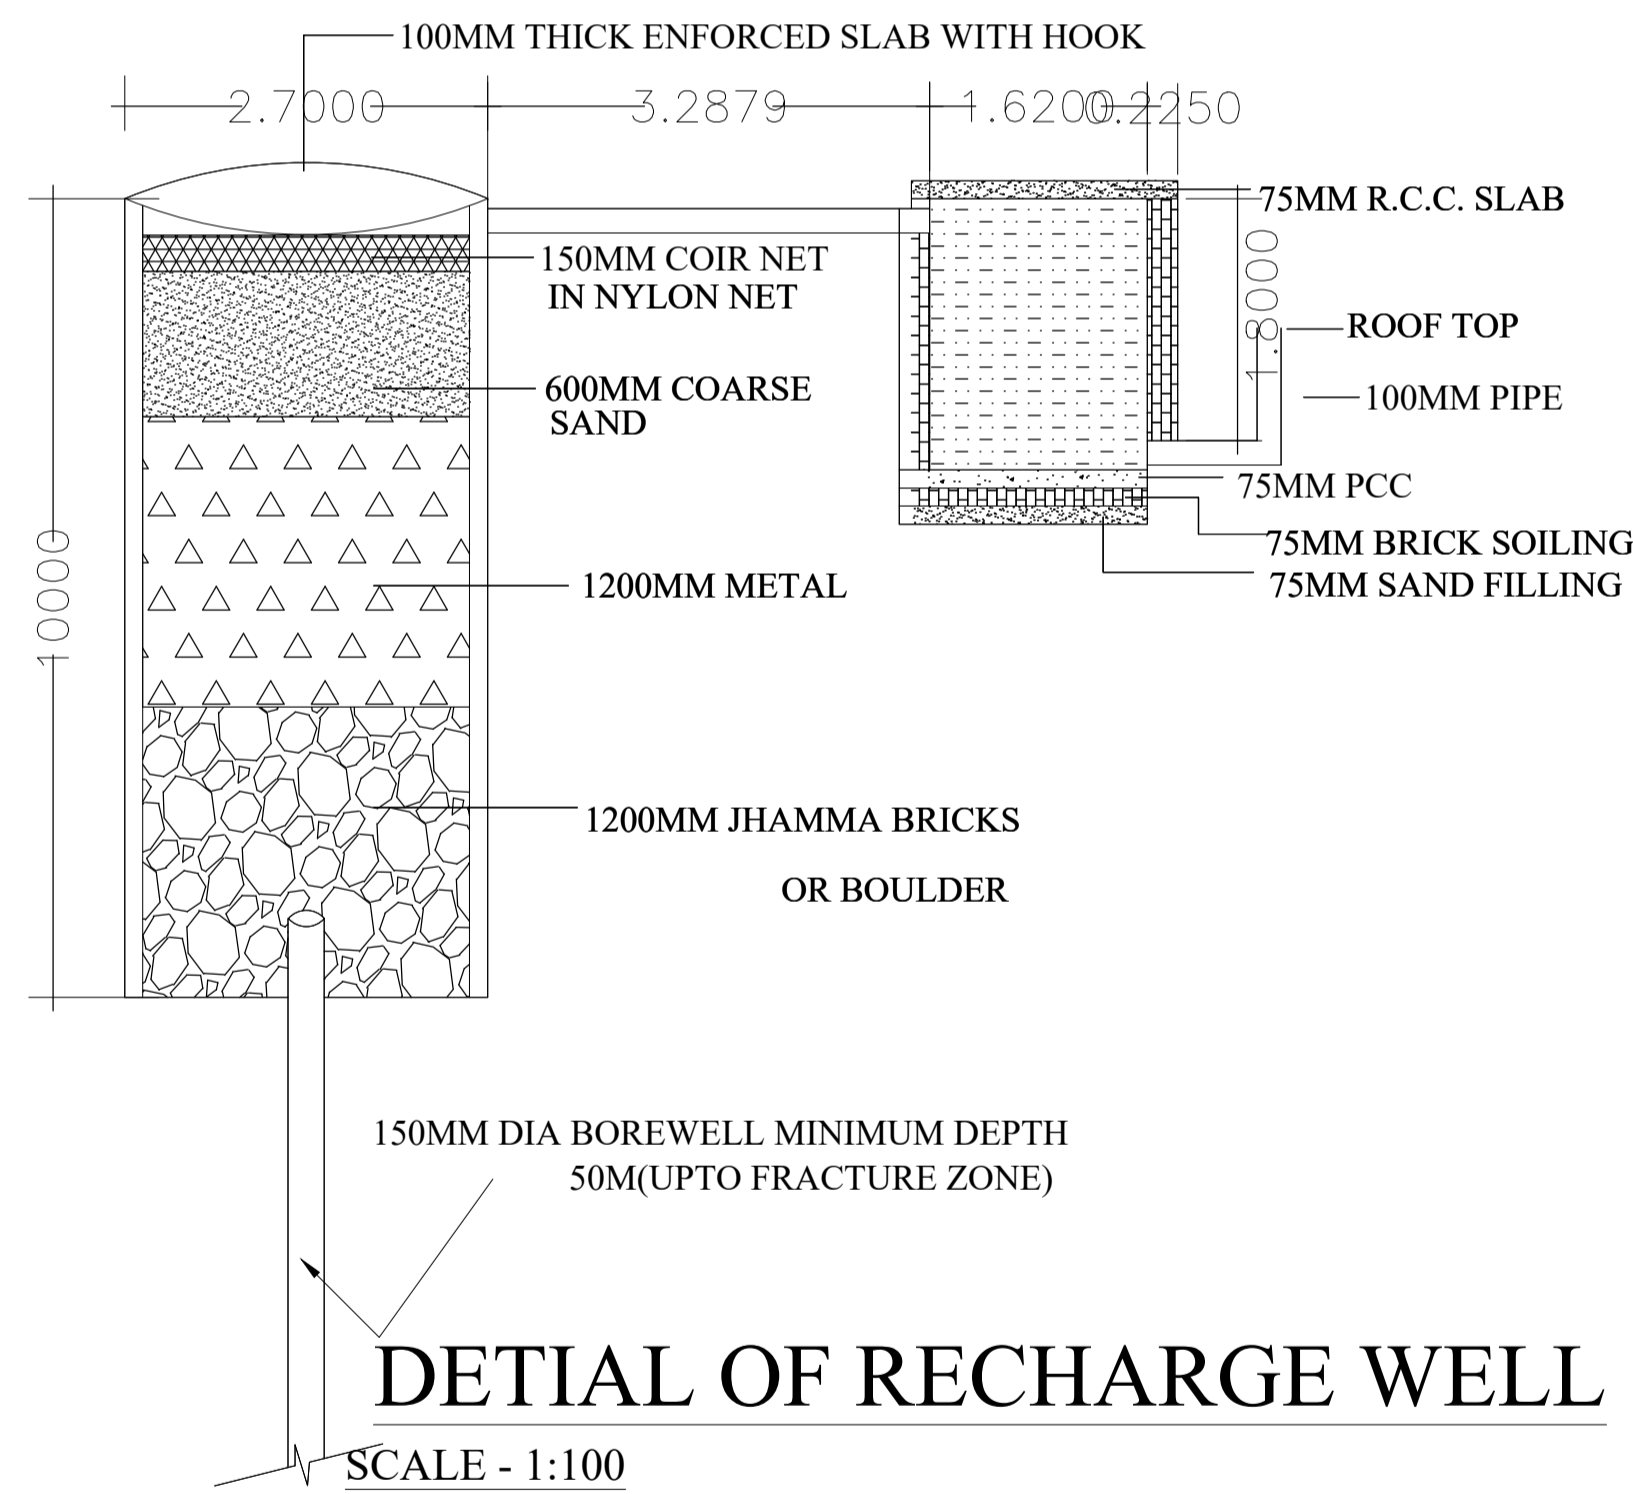 100MM THICK ENFORCED SLAB WITH HOOK
2.7000
3.2879
1.6200
0.2250
75MM R.C.C. SLAB
150MM COIR NET
IN NYLON NET
1.8000
ROOF TOP
600MM COARSE
SAND
100MM PIPE
75MM PCC
10000
75MM BRICK SOILING
75MM SAND FILLING
1200MM METAL
1200MM JHAMMA BRICKS
OR BOULDER
150MM DIA BOREWELL MINIMUM DEPTH
50M(UPTO FRACTURE ZONE)
DETIAL OF RECHARGE WELL
SCALE - 1:100